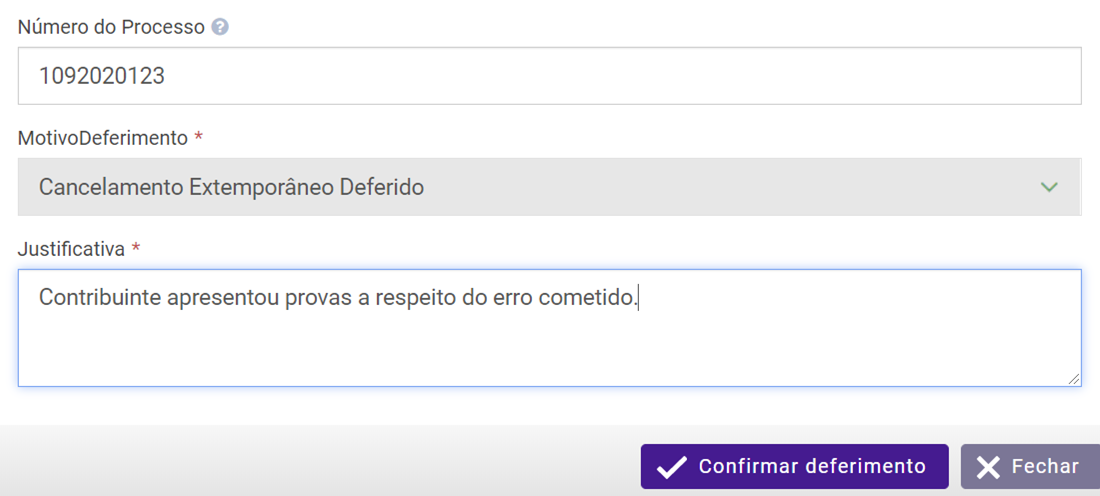 Número do Processo ?
1092020123
MotivoDeferimento *
Cancelamento Extemporâneo Deferido
Justificativa *
Contribuinte apresentou provas a respeito do erro cometido.
Confirmar deferimento
Fechar